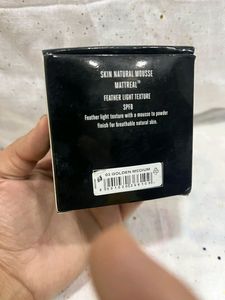 SKIN NATURAL MOUSSE
MATTREAL™
FEATHER LIGHT TEXTURE
SPF8
Feather light texture with a mousse to powder
finish for breathable natural skin.
03 GOLDEN MEDIUM